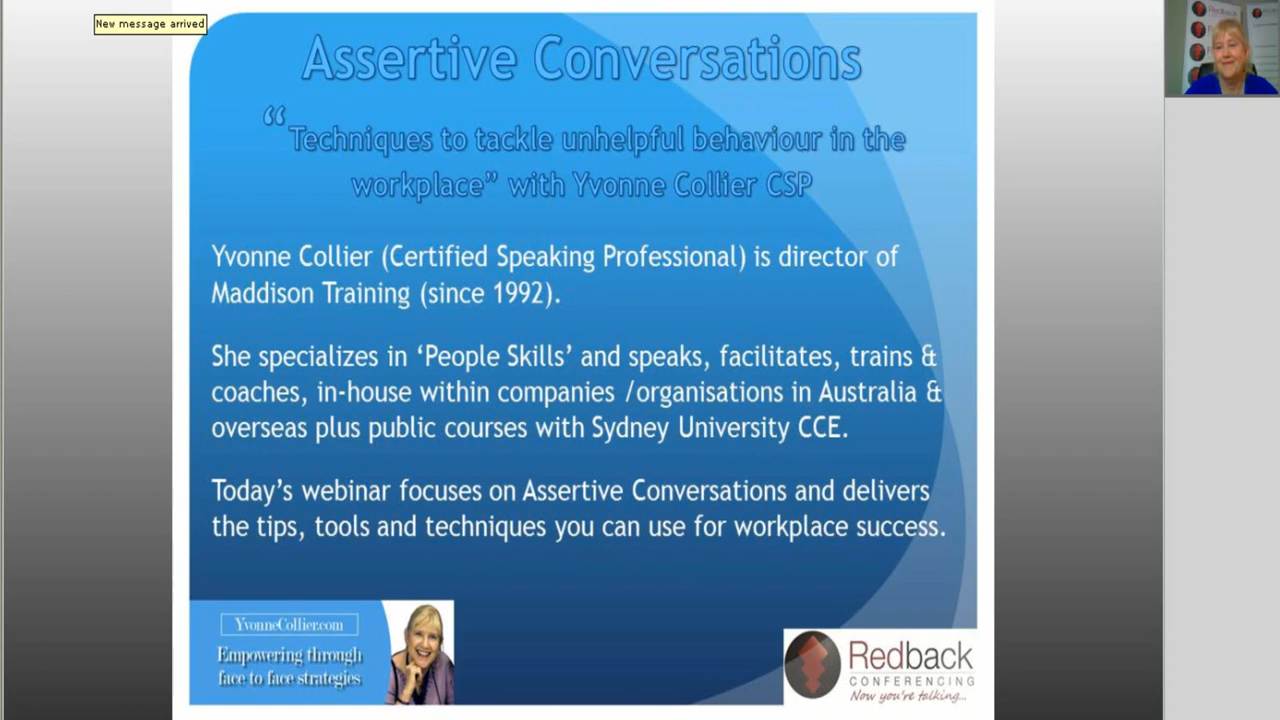 New message arrived
Assertive Conversations
“Techniques to tackle unhelpful behaviour in the
workplace” with Yvonne Collier CSP
Yvonne Collier (Certified Speaking Professional) is director of
Maddison Training (since 1992).
She specializes in ‘People Skills’ and speaks, facilitates, trains &
coaches, in-house within companies /organisations in Australia &
overseas plus public courses with Sydney University CCE.
Today’s webinar focuses on Assertive Conversations and delivers
the tips, tools and techniques you can use for workplace success.
YvonneCollier.com
Empowering through
face to face strategies
Redback
CONFERENCING
Now you're talking...